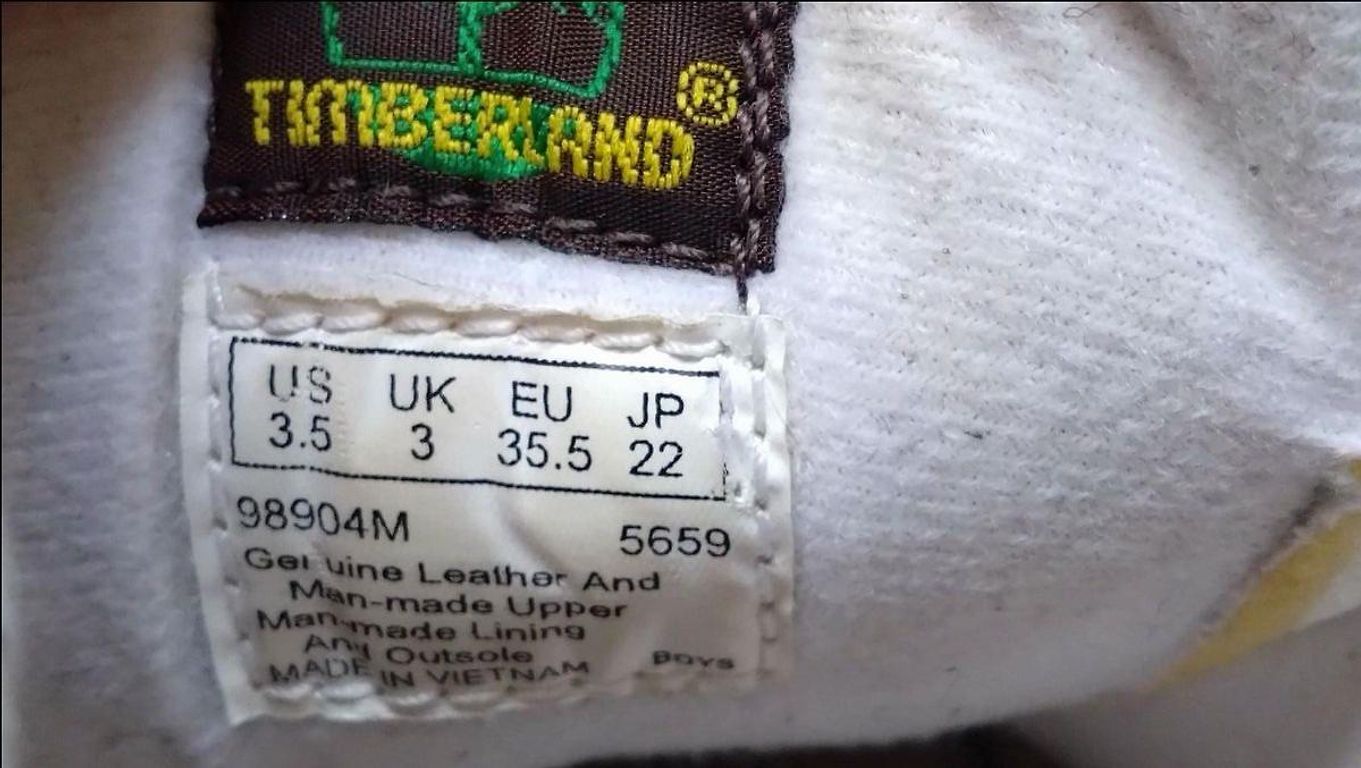 TIMBERLAND®
US UK EU JP
3.5 3 35.5 22
98904M 5659
Genuine Leather And
Man-made Upper
Man-made Lining
Any Outsole
MADE IN VIETNAM BOYS